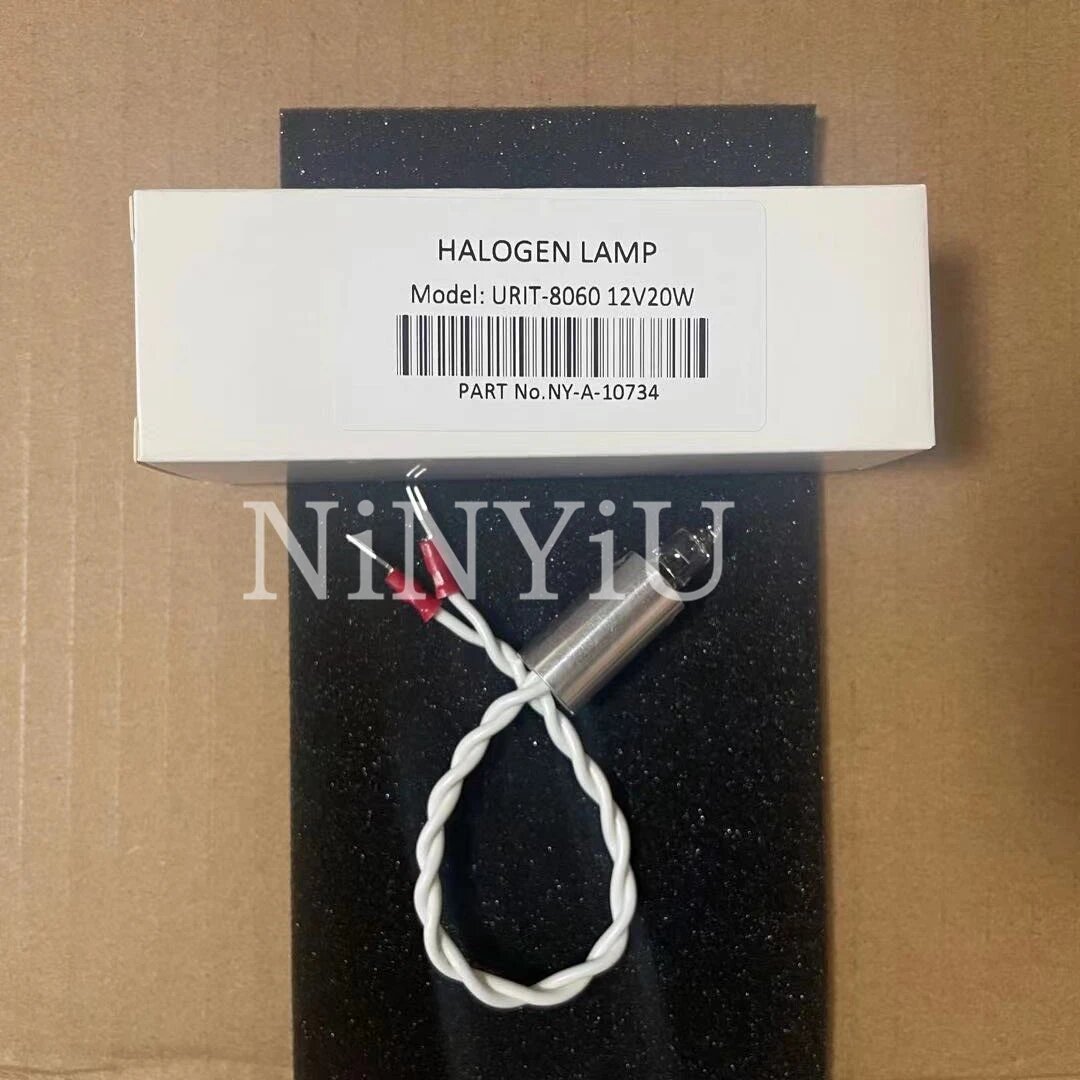 HALOGEN LAMP
Model: URIT-8060 12V20W
PART No.NY-A-10734
NiNYiU